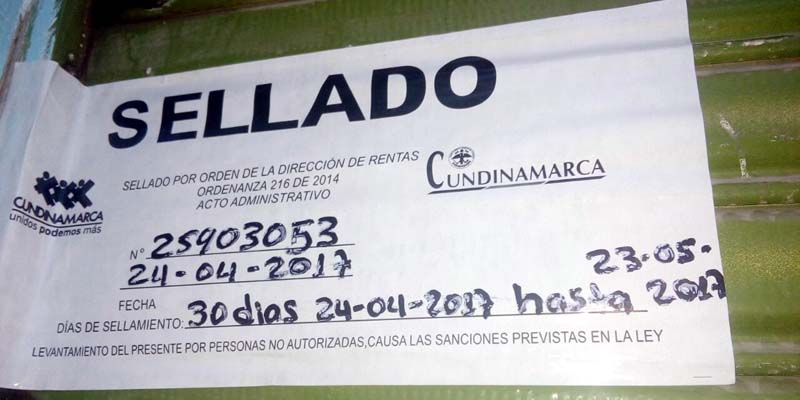 SELLADO
SELLADO POR ORDEN DE LA DIRECCIÓN DE RENTAS
ORDENANZA 216 DE 2014
ACTO ADMINISTRATIVO
CUNDINAMARCA
CUNDINAMARCA
unidos podemos más
N° 25903053
24-04-2017
FECHA
23-05-
DÍAS DE SELLAMIENTO: 30 dias 24-04-2017 hasta 2017
LEVANTAMIENTO DEL PRESENTE POR PERSONAS NO AUTORIZADAS,CAUSA LAS SANCIONES PREVISTAS EN LA LEY